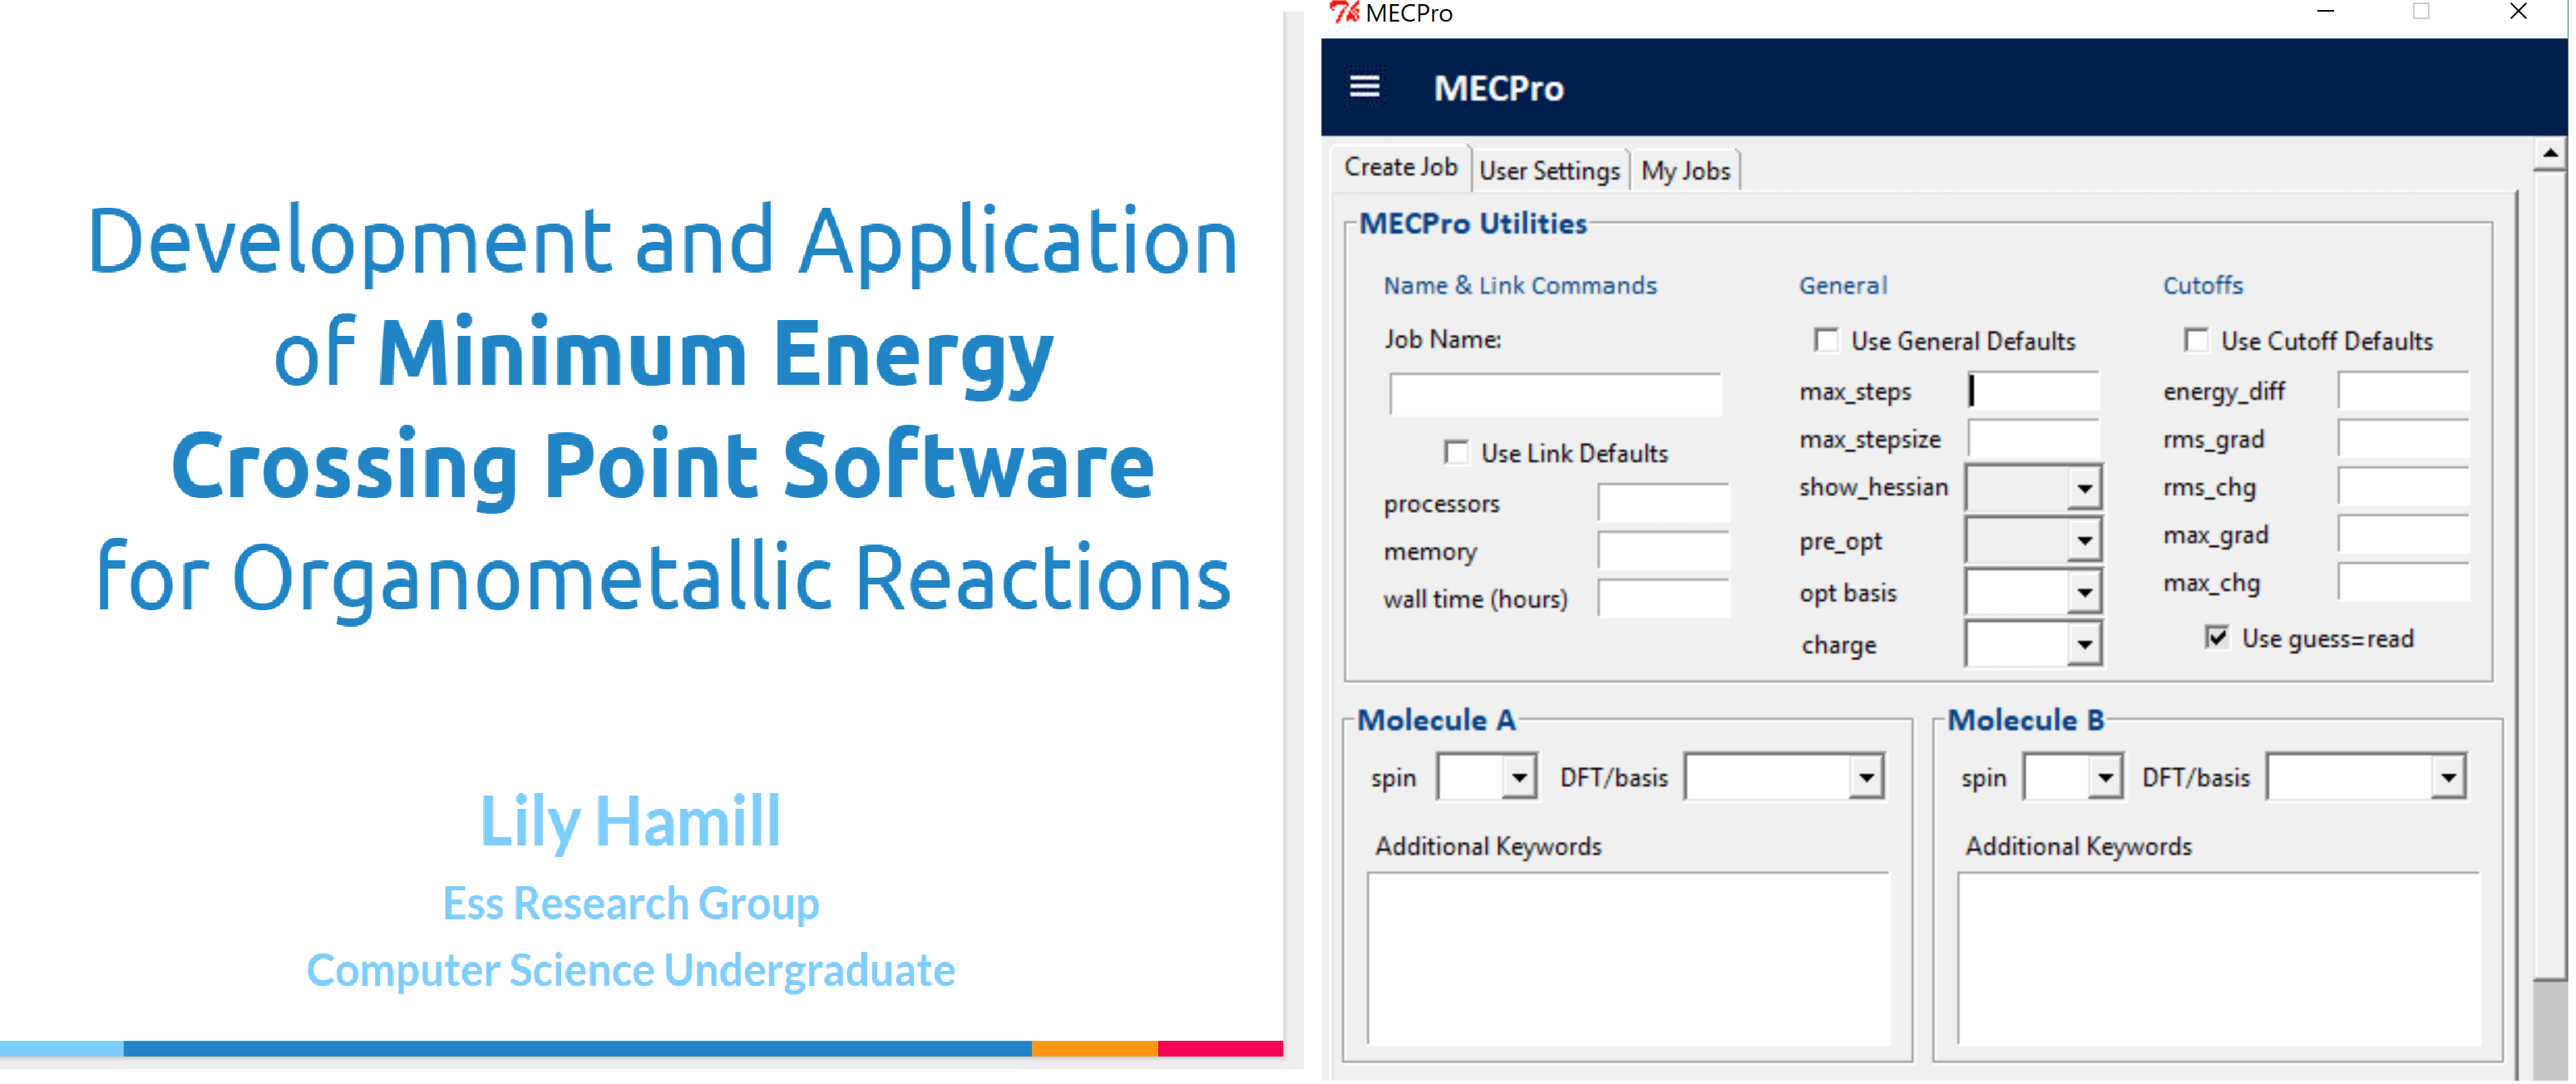 Development and Application
of Minimum Energy
Crossing Point Software
for Organometallic Reactions
Lily Hamill
Ess Research Group
Computer Science Undergraduate
MECPro
MECPro
Create Job
User Settings
My Jobs
MECPro Utilities
Name & Link Commands
Job Name:
Use Link Defaults
processors
memory
wall time (hours)
General
Use General Defaults
max_steps
max_stepsize
show_hessian
pre_opt
opt basis
charge
Cutoffs
Use Cutoff Defaults
energy_diff
rms_grad
rms_chg
max_grad
max_chg
Use guess=read
Molecule A
spin
DFT/basis
Additional Keywords
Molecule B
spin
DFT/basis
Additional Keywords